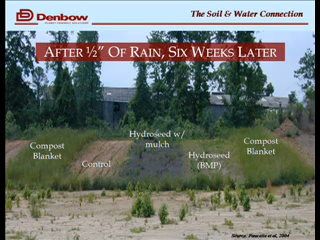 Denbow
The Soil & Water Connection
AFTER ½" OF RAIN, SIX WEEKS LATER
Hydroseed w/
mulch
Compost
Blanket
Control
Hydroseed
(BMP)
Compost
Blanket